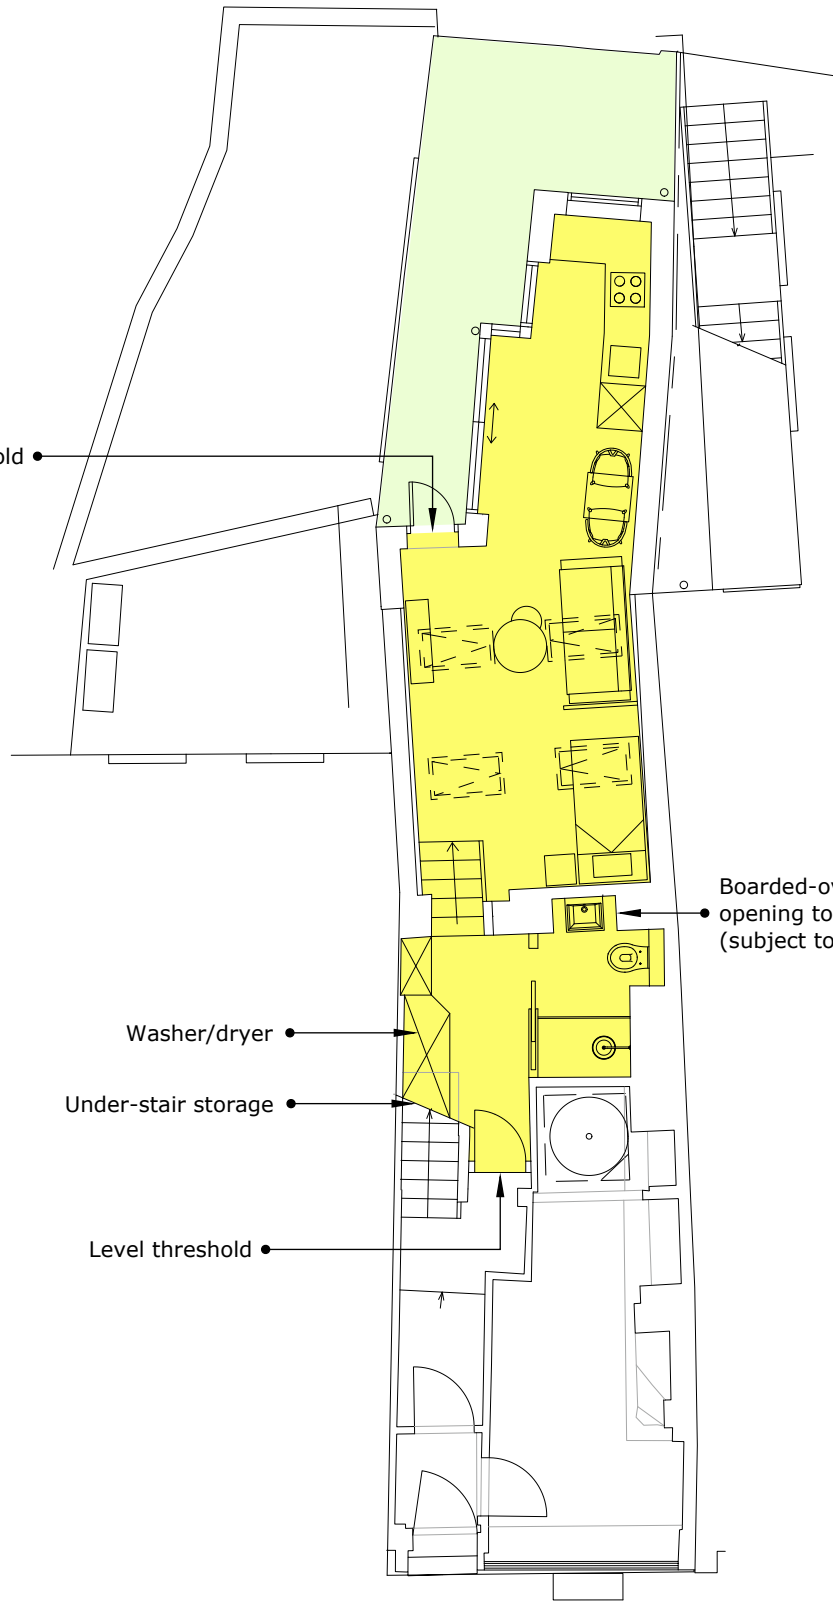 old
Boarded-ov
opening to
(subject to
Washer/dryer
Under-stair storage
Level threshold